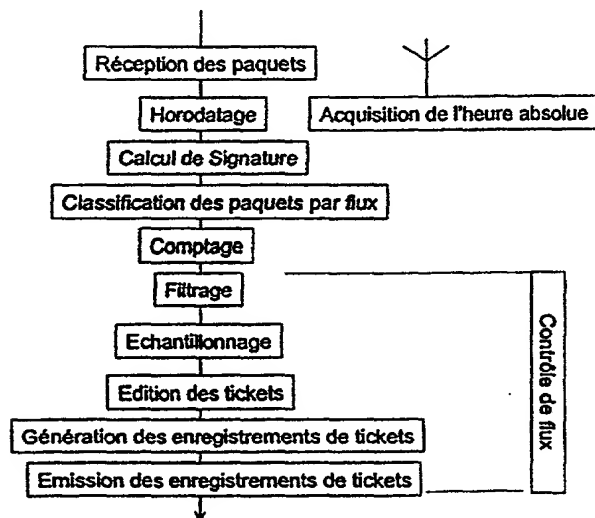 Réception des paquets
Horodatage
Acquisition de l'heure absolue
Calcul de Signature
Classification des paquets par flux
Comptage
Filtrage
Echantillonnage
Edition des tickets
Génération des enregistrements de tickets
Emission des enregistrements de tickets
Contrôle de flux